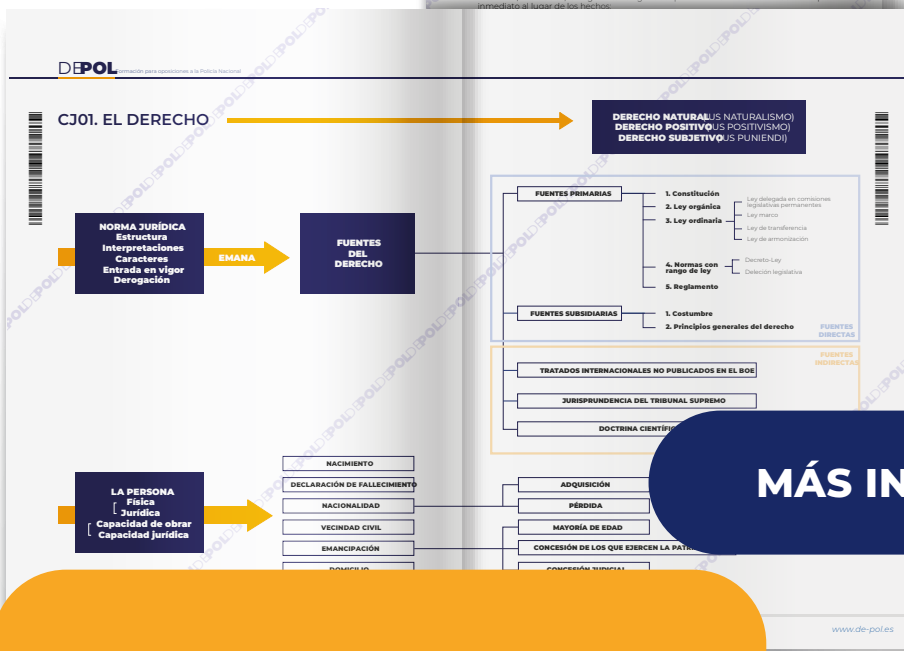 inmediato al lugar de los hechos:
DEPOL Formación para oposiciones a la Policía Nacional
CJ01. EL DERECHO
DERECHO NATURAL (IUS NATURALISMO)
DERECHO POSITIVO (IUS POSITIVISMO)
DERECHO SUBJETIVO (IUS PUNIENDI)
NORMA JURÍDICA
Estructura
Interpretaciones
Caracteres
Entrada en vigor
Derogación
EMANA
FUENTES
DEL
DERECHO
FUENTES PRIMARIAS
1. Constitución
2. Ley orgánica
3. Ley ordinaria
Ley delegada en comisiones
legislativas permanentes
Ley marco
Ley de transferencia
Ley de armonización
4. Normas con
rango de ley
Decreto-Ley
Deleción legislativa
5. Reglamento
FUENTES SUBSIDIARIAS
1. Costumbre
2. Principios generales del derecho
FUENTES
DIRECTAS
FUENTES
INDIRECTAS
TRATADOS INTERNACIONALES NO PUBLICADOS EN EL BOE
JURISPRUNDENCIA DEL TRIBUNAL SUPREMO
DOCTRINA
LA PERSONA
Física
Jurídica
Capacidad de obrar
Capacidad jurídica
NACIMIENTO
DECLARACIÓN DE FALLECIMIENTO
NACIONALIDAD
VECINDAD CIVIL
EMANCIPACIÓN
DOMICILIO
ADQUISICIÓN
PÉRDIDA
MAYORÍA DE EDAD
CONCESIÓN DE LOS QUE EJERCEN LA
CONCESIÓN JUDICIAL
MÁS IN
www.de-pol.es